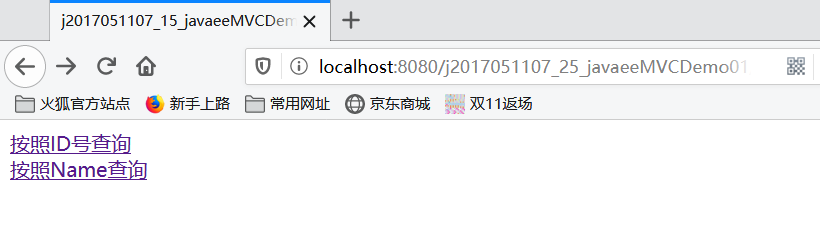 j2017051107_15_javaeeMVCDem
localhost:8080/j2017051107_25_javaeeMVCDemo01
火狐官方站点 新手上路 常用网址 京东商城 双11返场
按照ID号查询
按照Name查询